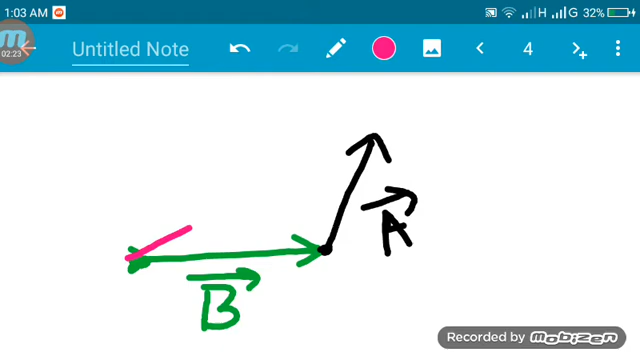 1:03 AM H G 32%
m
02:23
Untitled Note 4
A
B
Recorded by mobizen